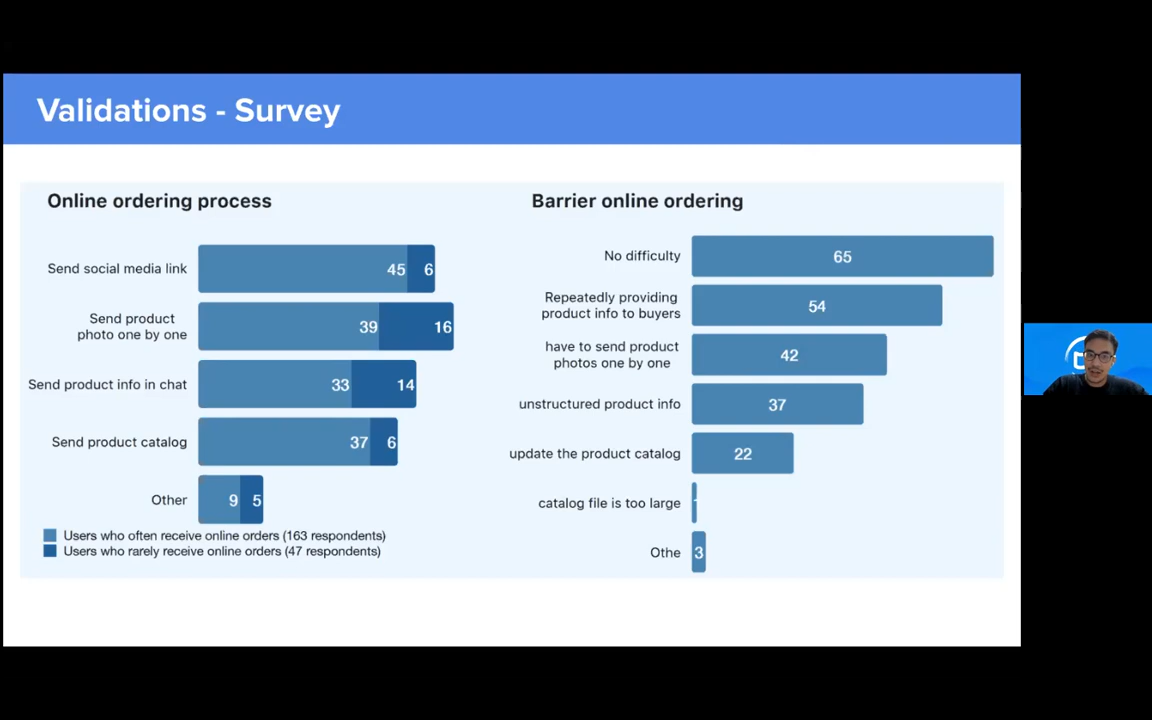 Validations - Survey
Online ordering process
Send social media link
45
6
Send product
photo one by one
39
16
Send product info in chat
33
14
Send product catalog
37
6
Other
9
5
Users who often receive online orders (163 respondents)
Users who rarely receive online orders (47 respondents)
Barrier online ordering
No difficulty
65
Repeatedly providing
product info to buyers
54
have to send product
photos one by one
42
unstructured product info
37
update the product catalog
22
catalog file is too large
Othe
3